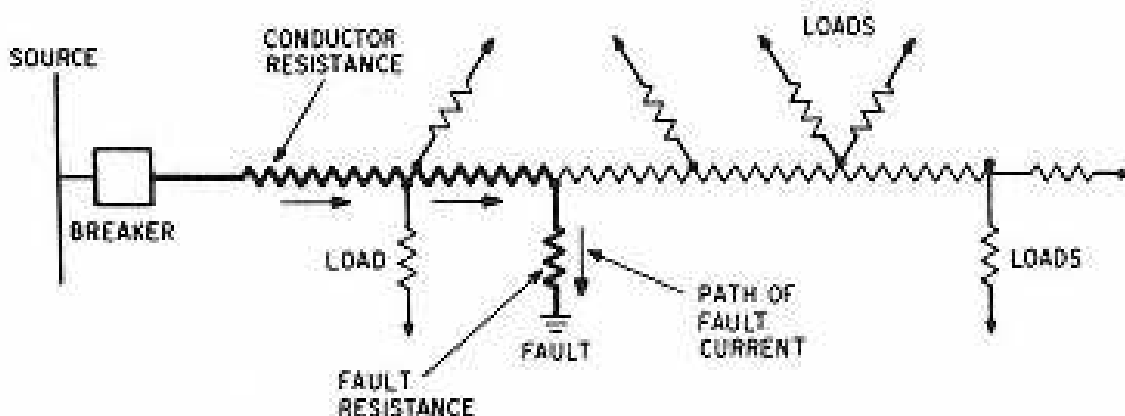 SOURCE
CONDUCTOR
RESISTANCE
LOADS
BREAKER
LOAD
LOADS
PATH OF
FAULT
CURRENT
FAULT
FAULT
RESISTANCE